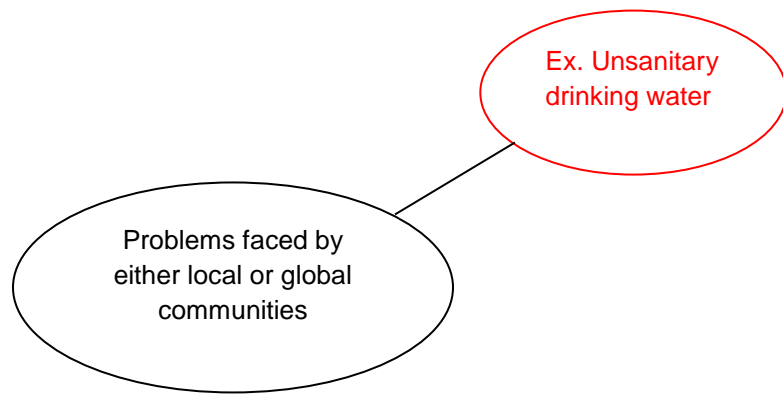 Ex. Unsanitary
drinking water
Problems faced by
either local or global
communities